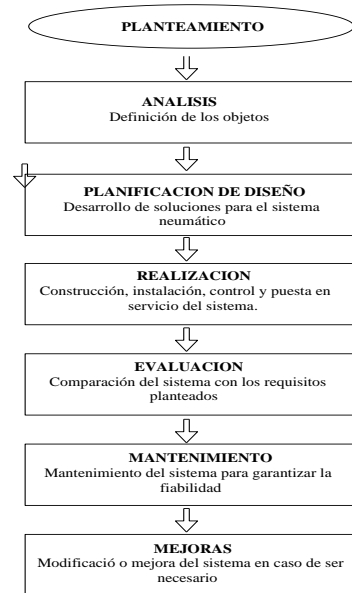 PLANTEAMIENTO
ANALISIS
Definición de los objetos
PLANIFICACION DE DISEÑO
Desarrollo de soluciones para el sistema
neumático
REALIZACION
Construcción, instalación, control y puesta en
servicio del sistema.
EVALUACION
Comparación del sistema con los requisitos
planteados
MANTENIMIENTO
Mantenimiento del sistema para garantizar la
fiabilidad
MEJORAS
Modificació o mejora del sistema en caso de ser
necesario